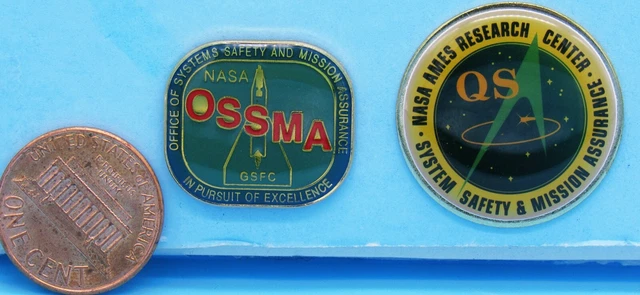 UNITED STATES OF AMERICA
ONE CENT
OFFICE OF SYSTEMS SAFETY AND MISSION ASSURANCE
NASA
OSSMA
GSFC
IN PURSUIT OF EXCELLENCE
NASA AMES RESEARCH CENTER:
QS
SYSTEM SAFETY & MISSION ASSURANCE